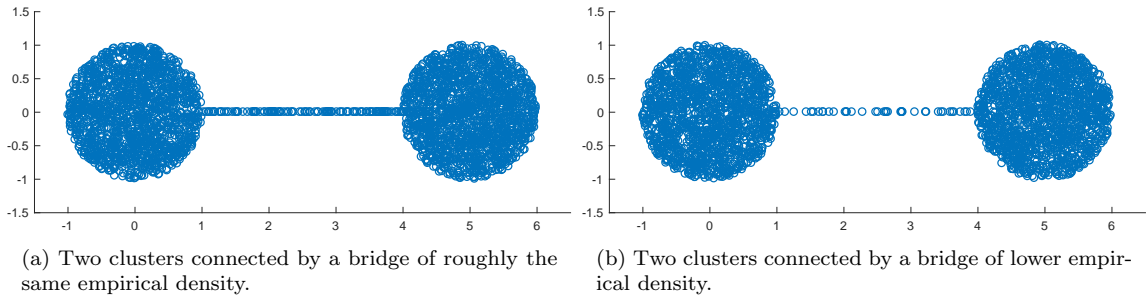 1.5
1
0.5
0
-0.5
-1
-1.5
-1 0 1 2 3 4 5 6
(a) Two clusters connected by a bridge of roughly the
same empirical density.
1.5
1
0.5
0
-0.5
-1
-1.5
-1 0 1 2 3 4 5 6
(b) Two clusters connected by a bridge of lower empir-
ical density.